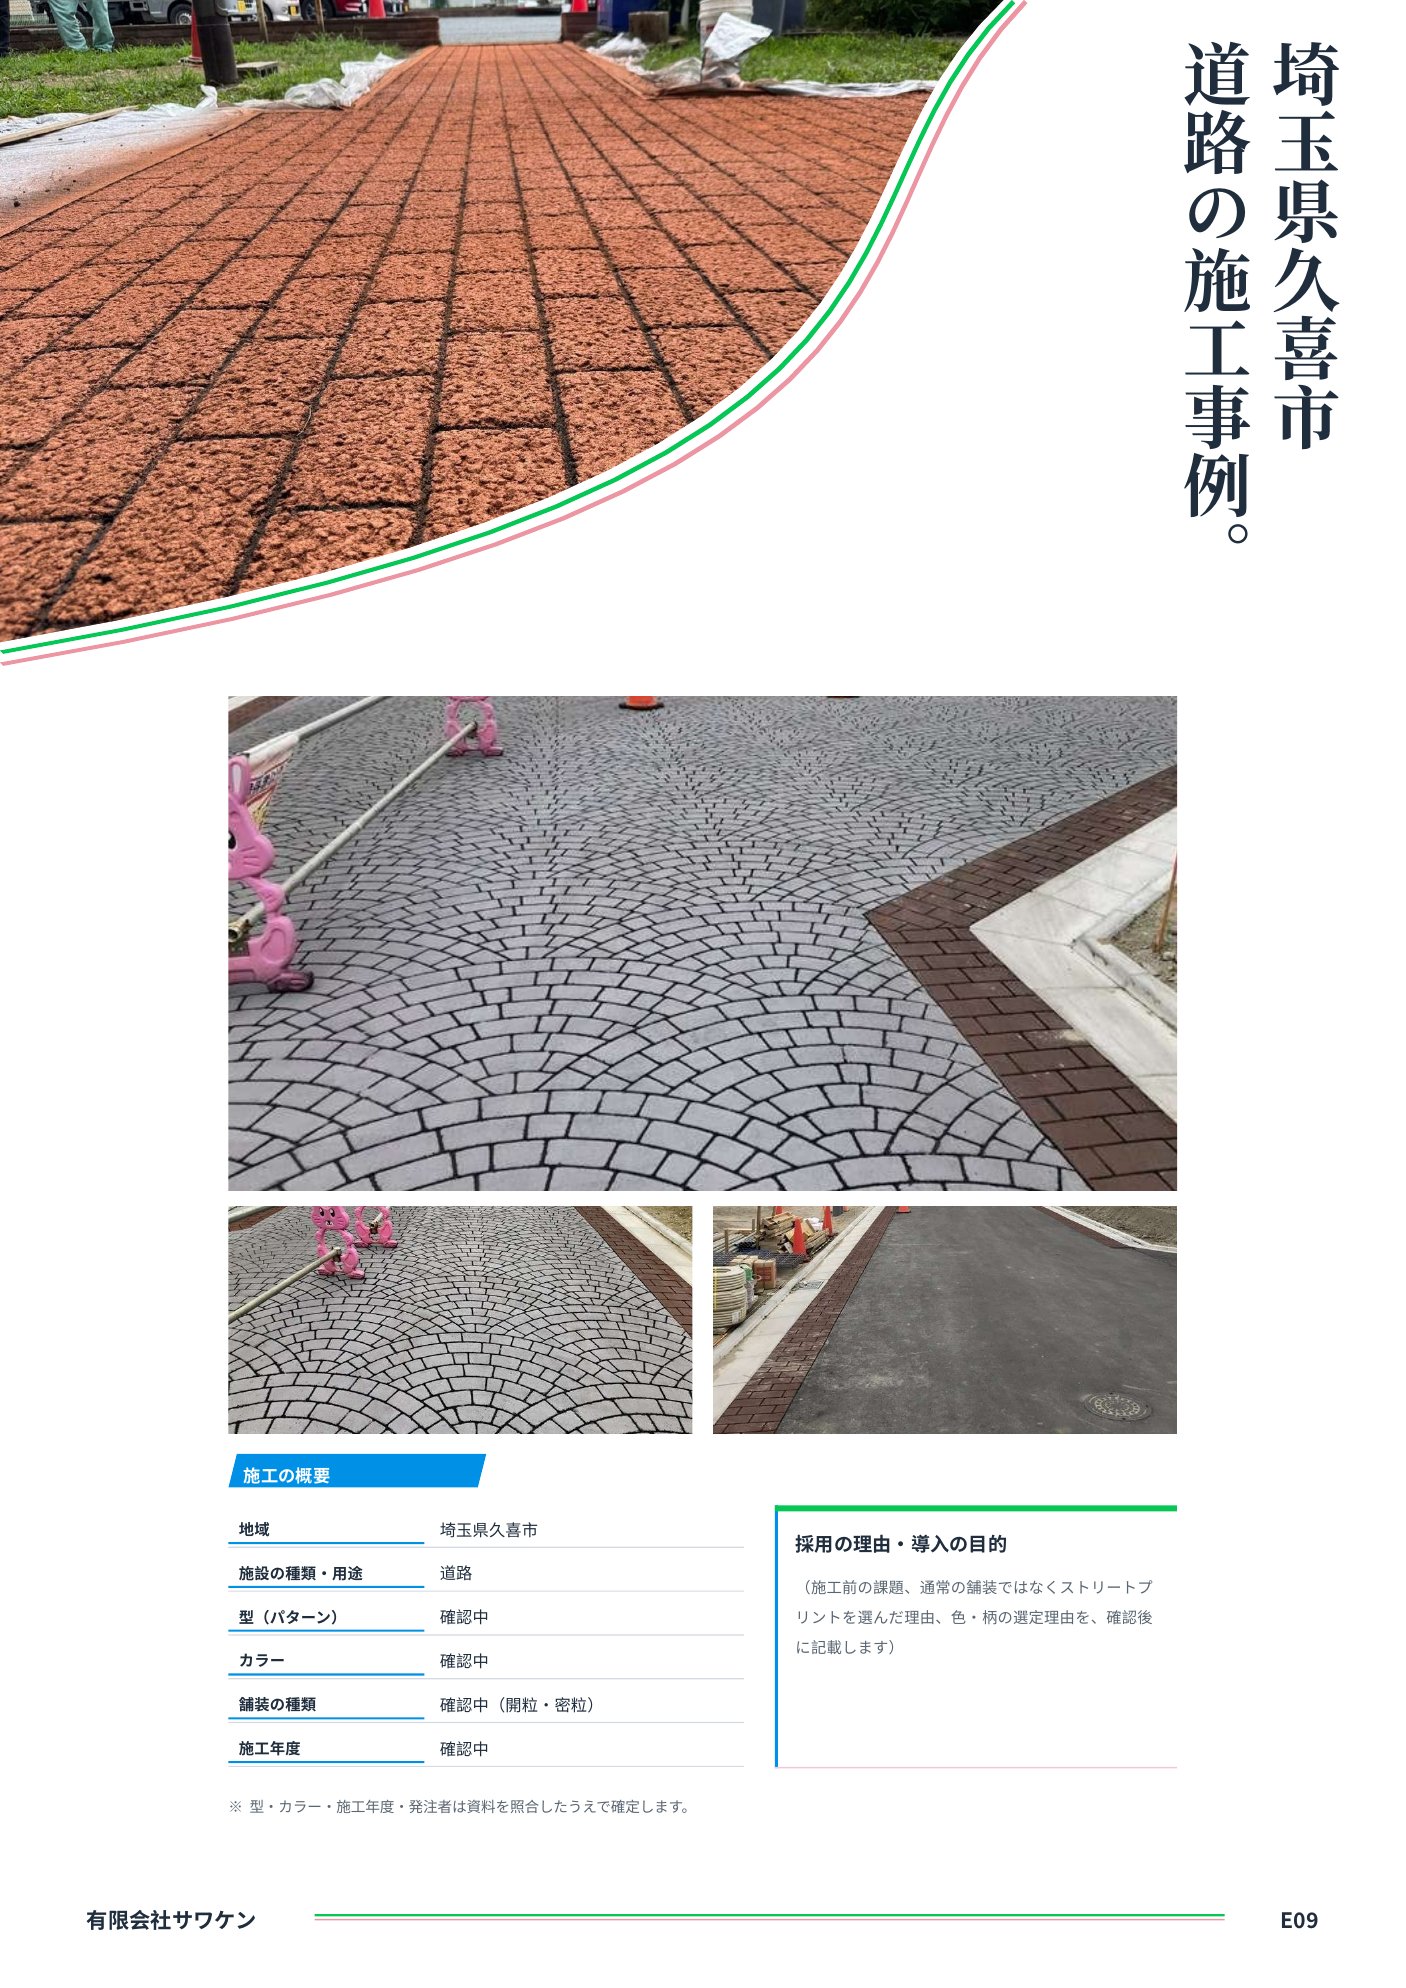 埼玉県久喜市
道路の施工事例。
施工の概要
地域 埼玉県久喜市
施設の種類・用途 道路
型（パターン） 確認中
カラー 確認中
舗装の種類 確認中（開粒・密粒）
施工年度 確認中
採用の理由・導入の目的
（施工前の課題、通常の舗装ではなくストリートプ
リントを選んだ理由、色・柄の選定理由を、確認後
に記載します）
※ 型・カラー・施工年度・発注者は資料を照合したうえで確定します。
有限会社サワケン
E09